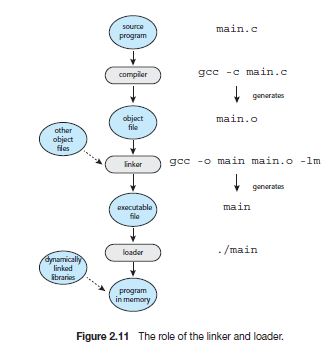 source
program
main.c
compiler
gcc -c main.c
generates
object
file
main.o
other
object
files
linker
gcc -o main main.o -lm
generates
executable
file
main
loader
./main
dynamically
linked
libraries
program
in memory
Figure 2.11 The role of the linker and loader.